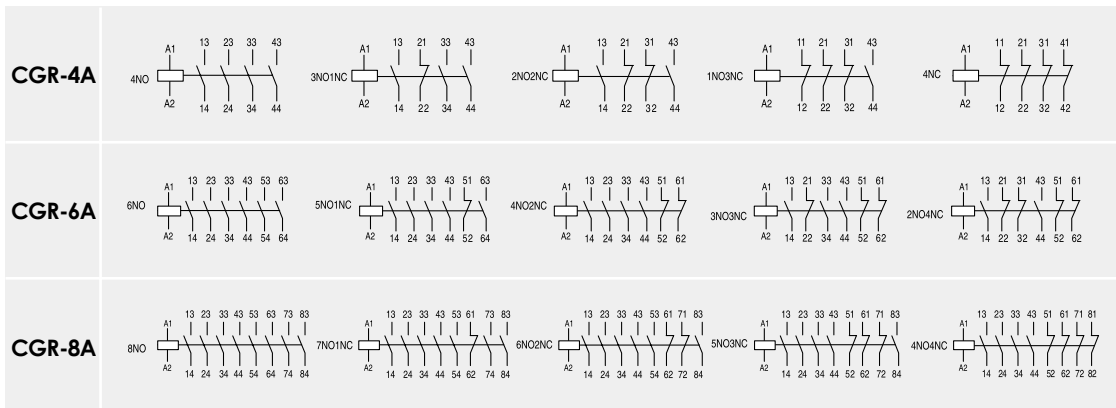 CGR-4A
13 23 33 43
A1
4NO
A2
14 24 34 44
13 21 33 43
A1
3NO1NC
A2
14 22 34 44
13 21 31 43
A1
2NO2NC
A2
14 22 32 44
11 21 31 43
A1
1NO3NC
A2
12 22 32 44
11 21 31 41
A1
4NC
A2
12 22 32 42
CGR-6A
13 23 33 43 53 63
A1
6NO
A2
14 24 34 44 54 64
13 23 33 43 51 63
A1
5NO1NC
A2
14 24 34 44 52 64
13 23 33 43 51 61
A1
4NO2NC
A2
14 24 34 44 52 62
13 21 33 43 51 61
A1
3NO3NC
A2
14 22 34 44 52 62
13 21 31 43 51 61
A1
2NO4NC
A2
14 22 32 44 52 62
CGR-8A
13 23 33 43 53 63 73 83
A1
8NO
A2
14 24 34 44 54 64 74 84
13 23 33 43 53 61 73 83
A1
7NO1NC
A2
14 24 34 44 54 62 74 84
13 23 33 43 53 61 71 83
A1
6NO2NC
A2
14 24 34 44 54 62 72 84
13 23 33 43 51 61 71 83
A1
5NO3NC
A2
14 24 34 44 52 62 72 84
13 23 33 43 51 61 71 81
A1
4NO4NC
A2
14 24 34 44 52 62 72 82